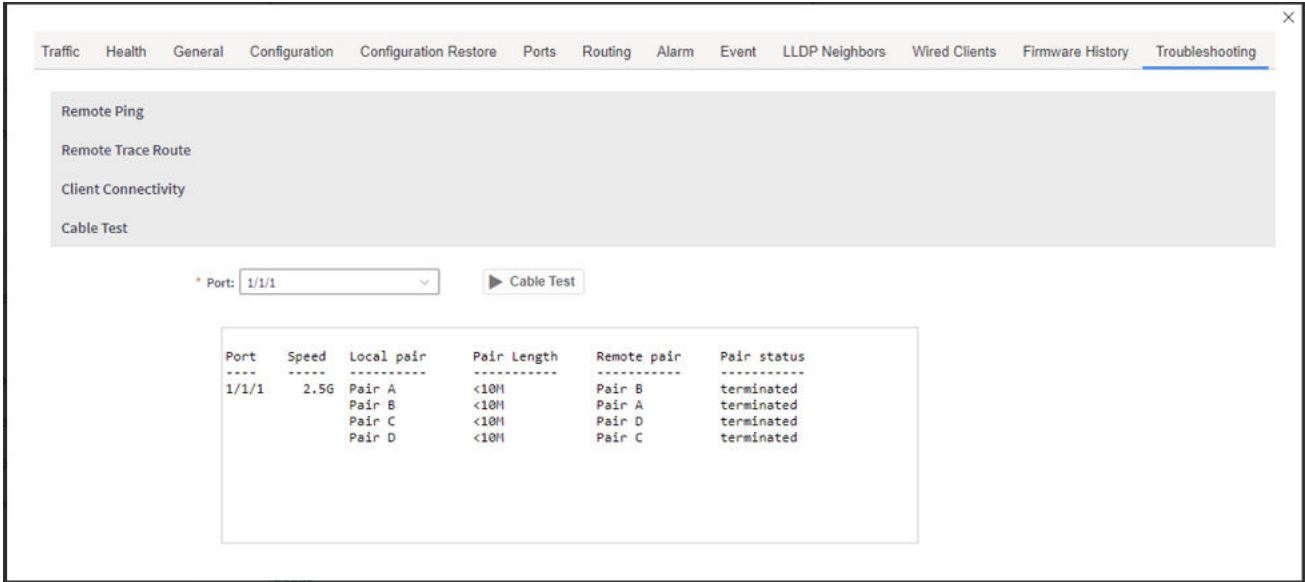 Traffic Health General Configuration Configuration Restore Ports Routing Alarm Event LLDP Neighbors Wired Clients Firmware History Troubleshooting
Remote Ping
Remote Trace Route
Client Connectivity
Cable Test
* Port: 1/1/1 Cable Test
Port Speed Local pair Pair Length Remote pair Pair status
---- ----- ---------- ----------- ----------- -----------
1/1/1 2.5G Pair A <10M Pair B terminated
Pair B <10M Pair A terminated
Pair C <10M Pair D terminated
Pair D <10M Pair C terminated